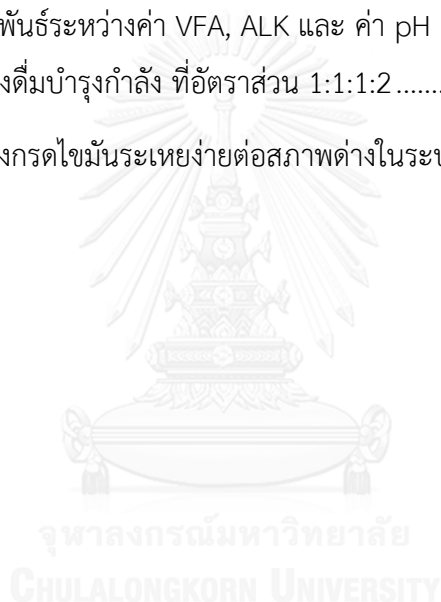 พันธ์ระหว่างค่า VFA, ALK และ ค่า pH
งดื่มบำรุงกำลัง ที่อัตราส่วน 1:1:1:2.......
งกรดไขมันระเหยง่ายต่อสภาพด่างในระบ
จุฬาลงกรณ์มหาวิทยาลัย
CHULALONGKORN UNIVERSITY